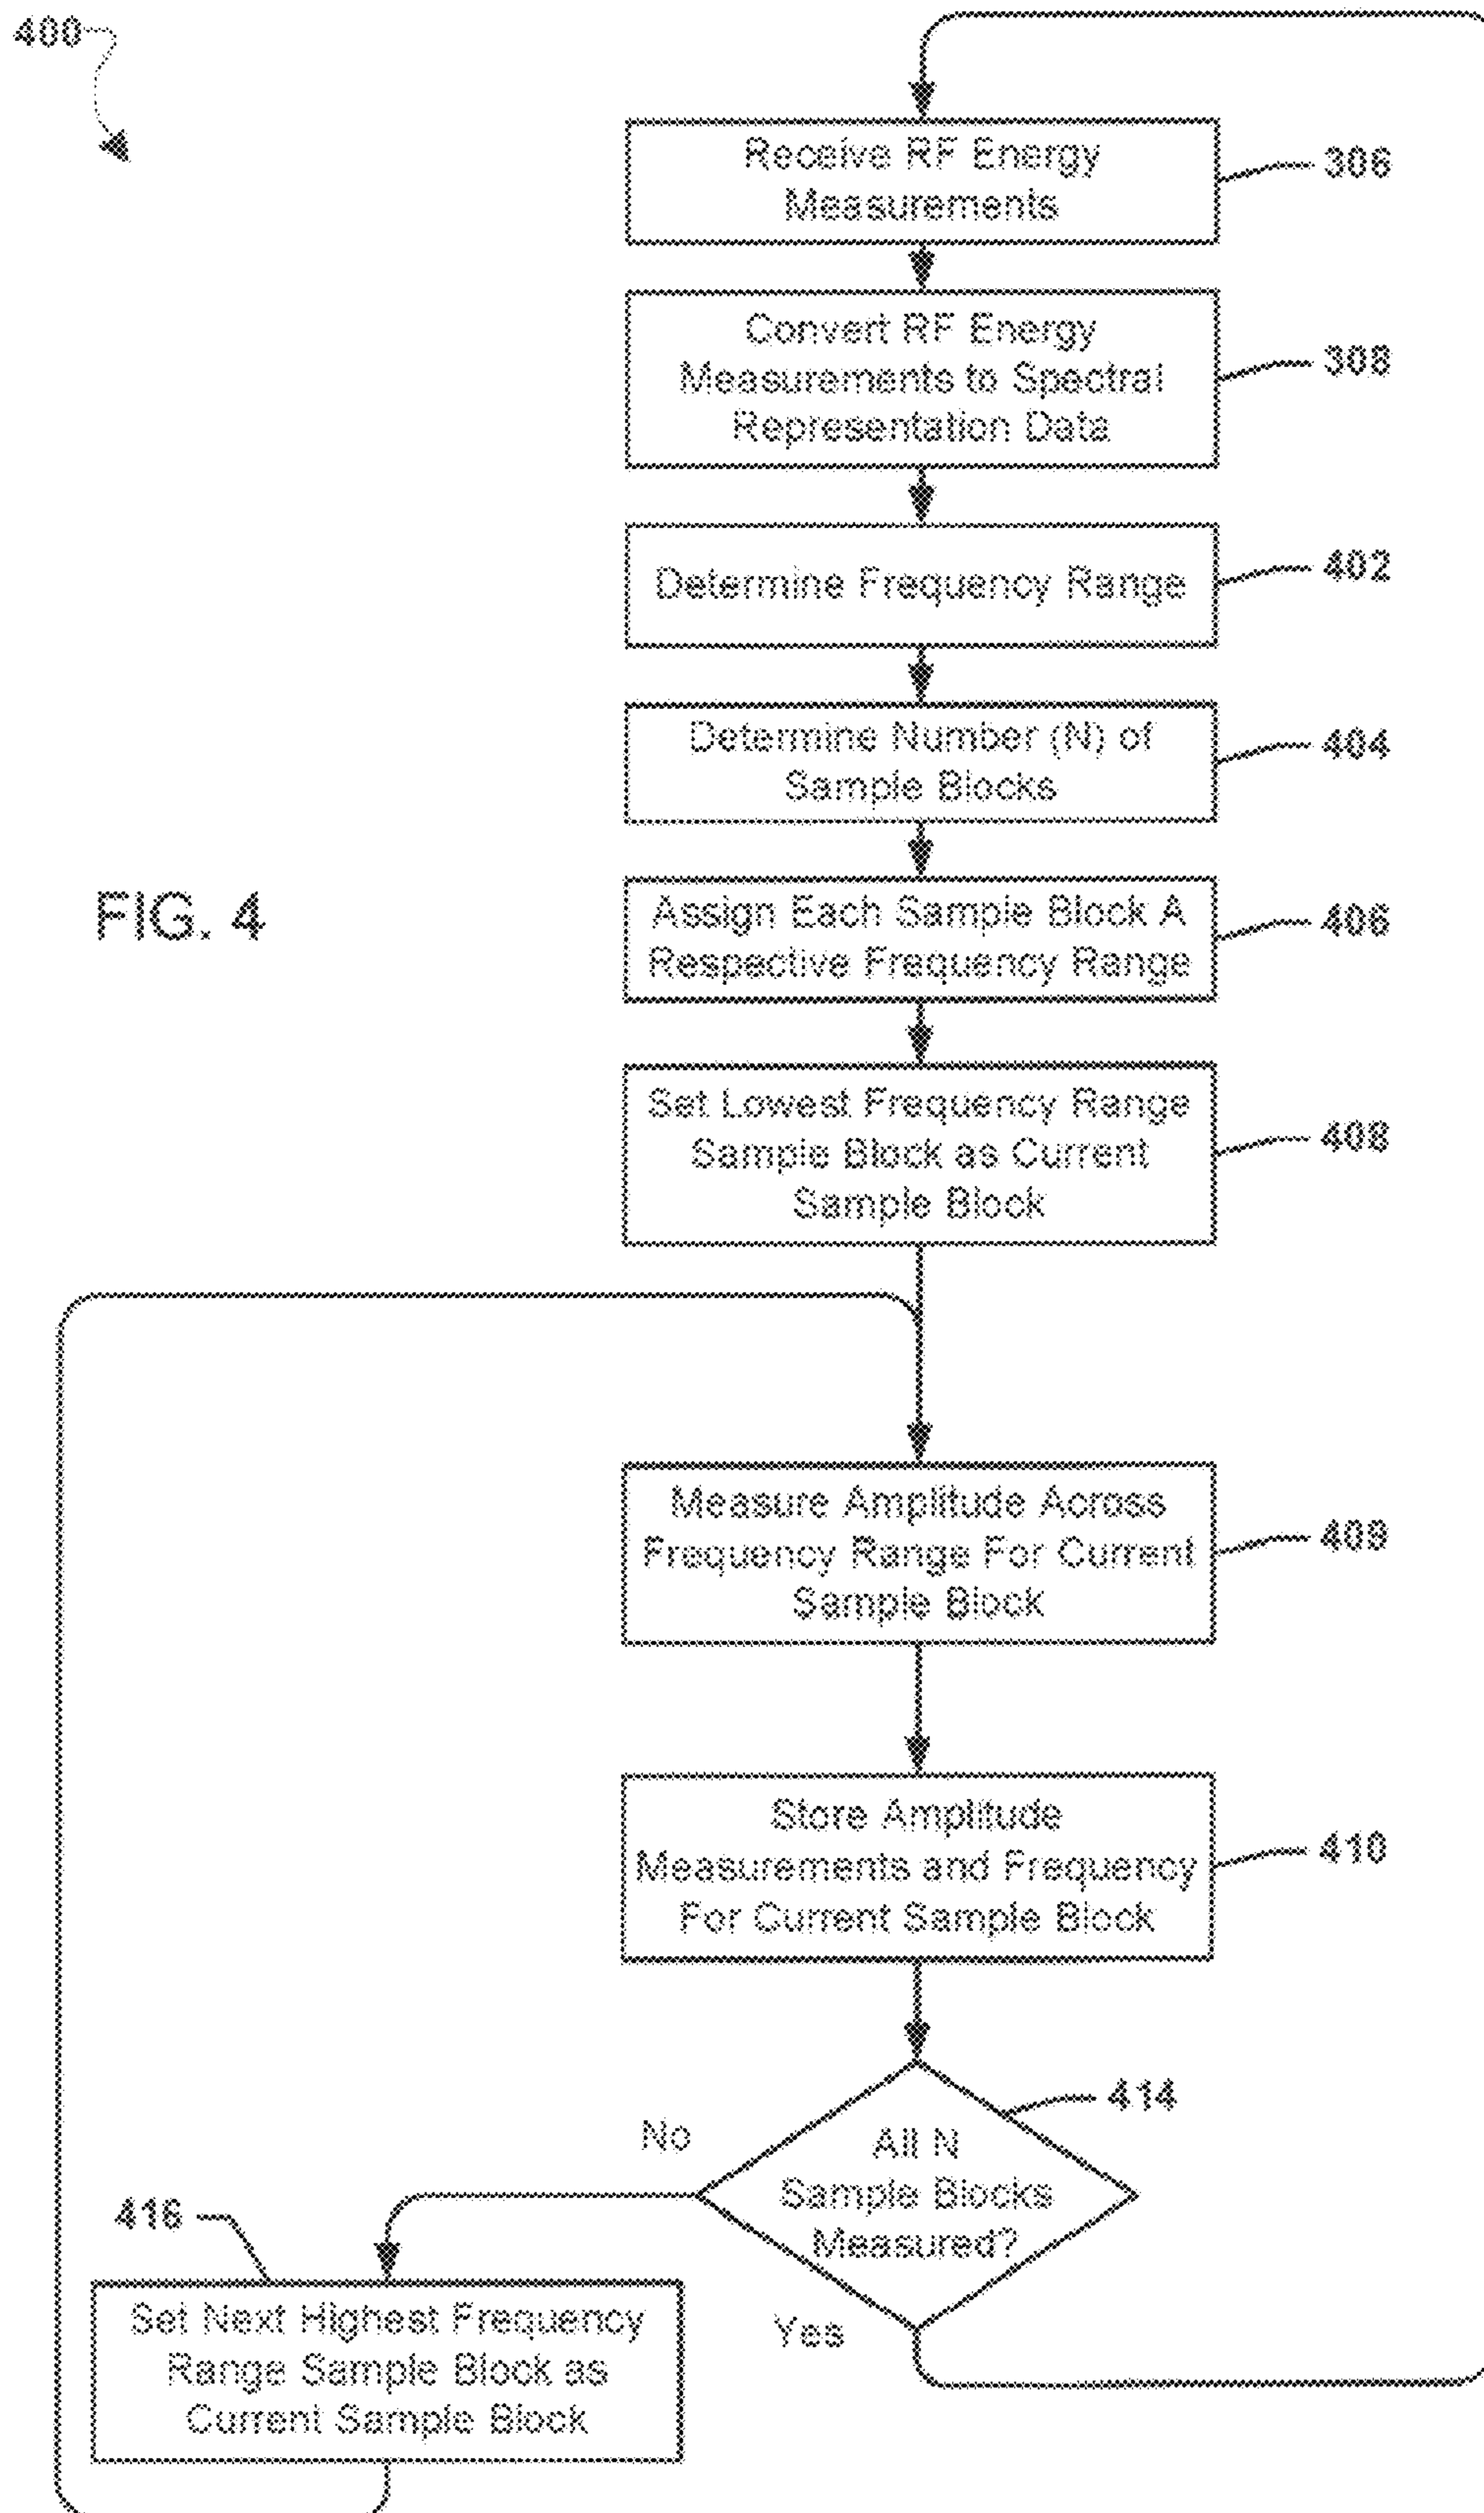 400
Receive RF Energy
Measurements
306
Convert RF Energy
Measurements to Spectral
Representation Data
308
Determine Frequency Range
402
Determine Number (N) of
Sample Blocks
404
FIG. 4
Assign Each Sample Block A
Respective Frequency Range
406
Set Lowest Frequency Range
Sample Block as Current
Sample Block
408
Measure Amplitude Across
Frequency Range For Current
Sample Block
409
Store Amplitude
Measurements and Frequency
For Current Sample Block
410
414
No
All N
Sample Blocks
Measured?
416
Yes
Set Next Highest Frequency
Range Sample Block as
Current Sample Block